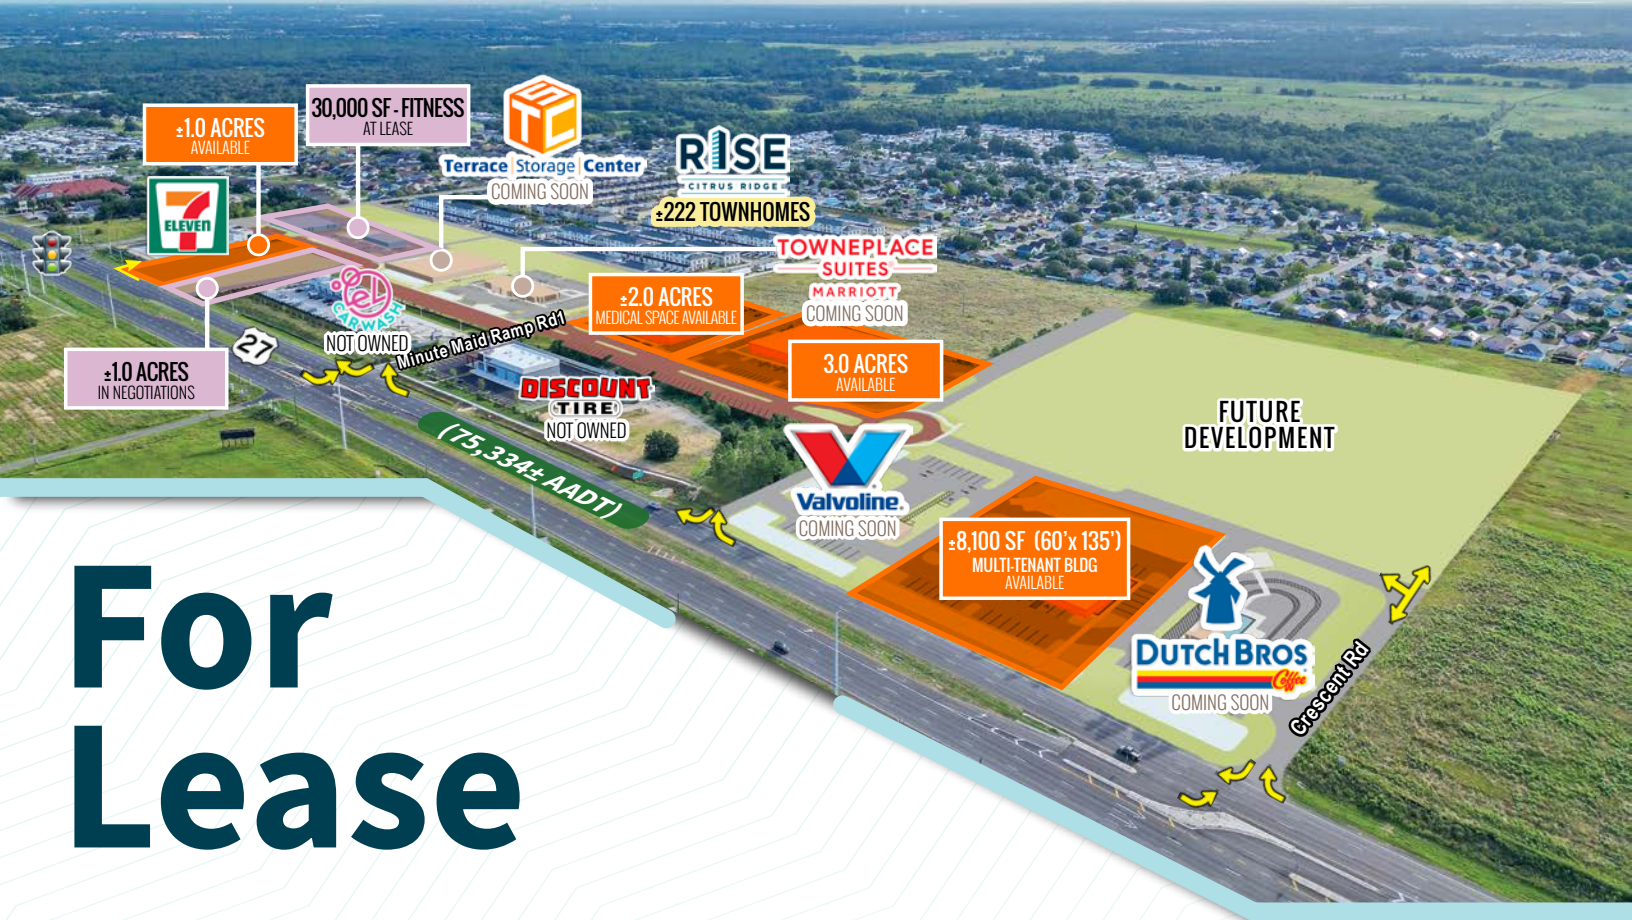 30,000 SF - FITNESS
AT LEASE
±1.0 ACRES
AVAILABLE
STC
Terrace Storage Center
COMING SOON
RISE
CITRUS RIDGE
±222 TOWNHOMES
7
ELEVEN
TOWNEPLACE
SUITES
MARRIOTT
COMING SOON
±2.0 ACRES
MEDICAL SPACE AVAILABLE
CAR WASH
NOT OWNED
27
Minute Maid Ramp Rd1
±1.0 ACRES
IN NEGOTIATIONS
3.0 ACRES
AVAILABLE
DISCOUNT
TIRE
NOT OWNED
FUTURE
DEVELOPMENT
(75,334± AADT)
Valvoline
COMING SOON
±8,100 SF (60'x 135')
MULTI-TENANT BLDG
AVAILABLE
DUTCH BROS
Coffee
COMING SOON
Crescent Rd
For
Lease